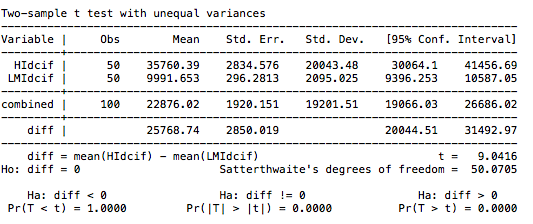 Two-sample t test with unequal variances
Variable | Obs Mean Std. Err. Std. Dev. [95% Conf. Interval]
HIdcif | 50 35760.39 2834.576 20043.48 30064.1 41456.69
LMIdcif | 50 9991.653 296.2813 2095.025 9396.253 10587.05
combined | 100 22876.02 1920.151 19201.51 19066.03 26686.02
diff | 25768.74 2850.019 20044.51 31492.97
diff = mean(HIdcif) - mean(LMIdcif) t = 9.0416
Ho: diff = 0 Satterthwaite's degrees of freedom = 50.0705
Ha: diff < 0 Ha: diff != 0 Ha: diff > 0
Pr(T < t) = 1.0000 Pr(|T| > |t|) = 0.0000 Pr(T > t) = 0.0000